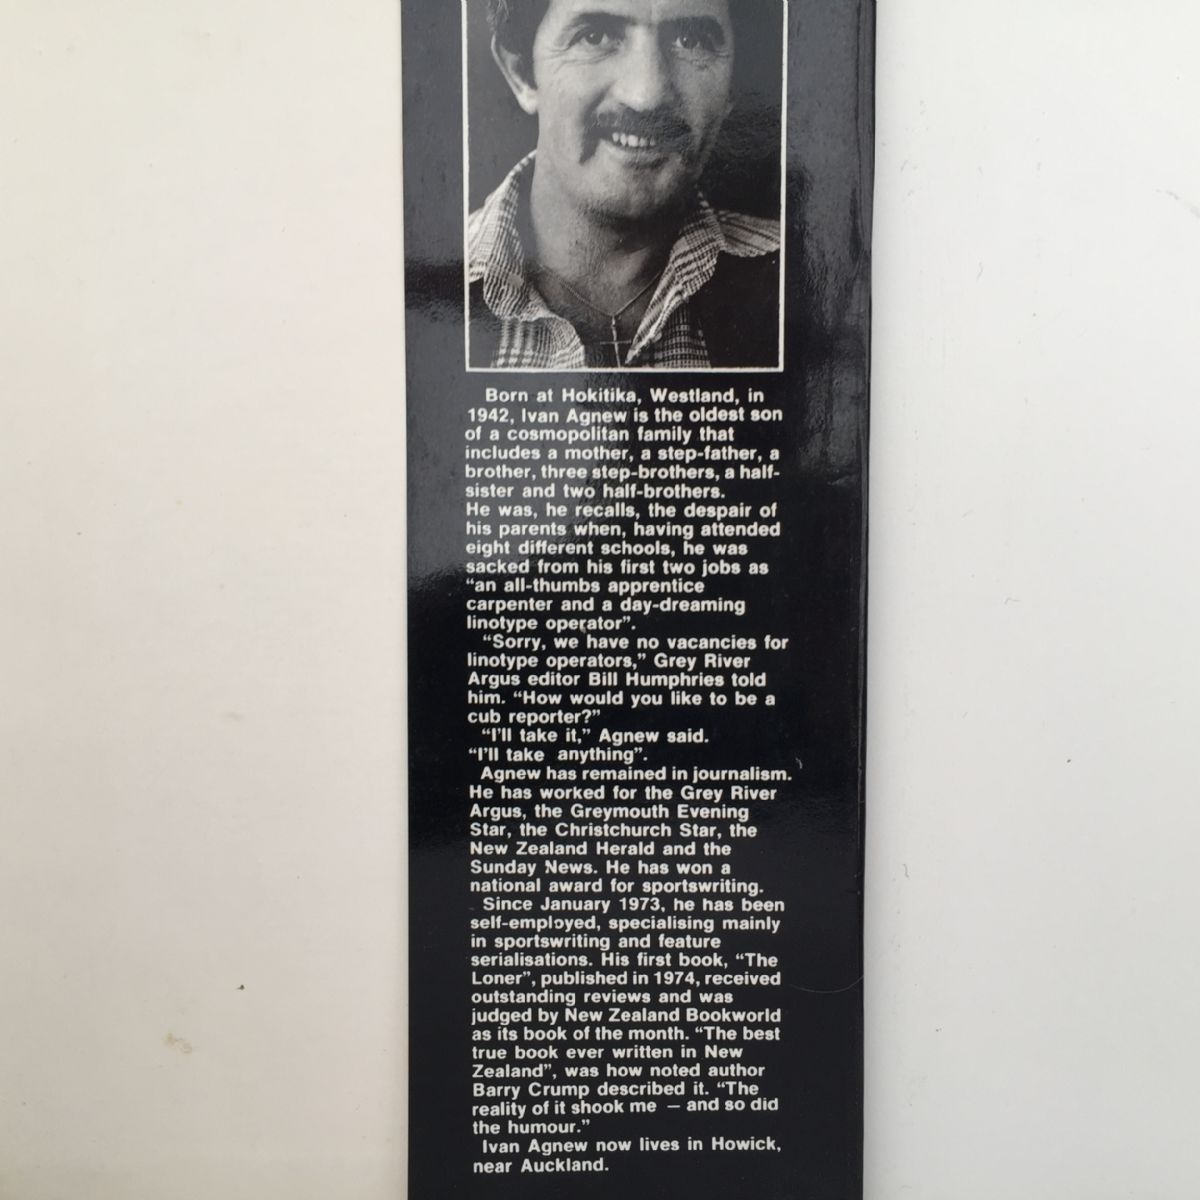 Born at Hokitika, Westland, in
1942, Ivan Agnew is the oldest son
of a cosmopolitan family that
includes a mother, a step-father, a
brother, three step-brothers, a half-
sister and two half-brothers.
He was, he recalls, the despair of
his parents when, having attended
eight different schools, he was
sacked from his first two jobs as
“an all-thumbs apprentice
carpenter and a day-dreaming
linotype operator”.
“Sorry, we have no vacancies for
linotype operators,” Grey River
Argus editor Bill Humphries told
him. “How would you like to be a
cub reporter?”
“I’ll take it,” Agnew said.
“I’ll take anything”.
Agnew has remained in journalism.
He has worked for the Grey River
Argus, the Greymouth Evening
Star, the Christchurch Star, the
New Zealand Herald and the
Sunday News. He has won a
national award for sportswriting.
Since January 1973, he has been
self-employed, specialising mainly
in sportswriting and feature
serialisations. His first book, “The
Loner”, published in 1974, received
outstanding reviews and was
judged by New Zealand Bookworld
as its book of the month. “The best
true book ever written in New
Zealand”, was how noted author
Barry Crump described it. “The
reality of it shook me — and so did
the humour.”
Ivan Agnew now lives in Howick,
near Auckland.